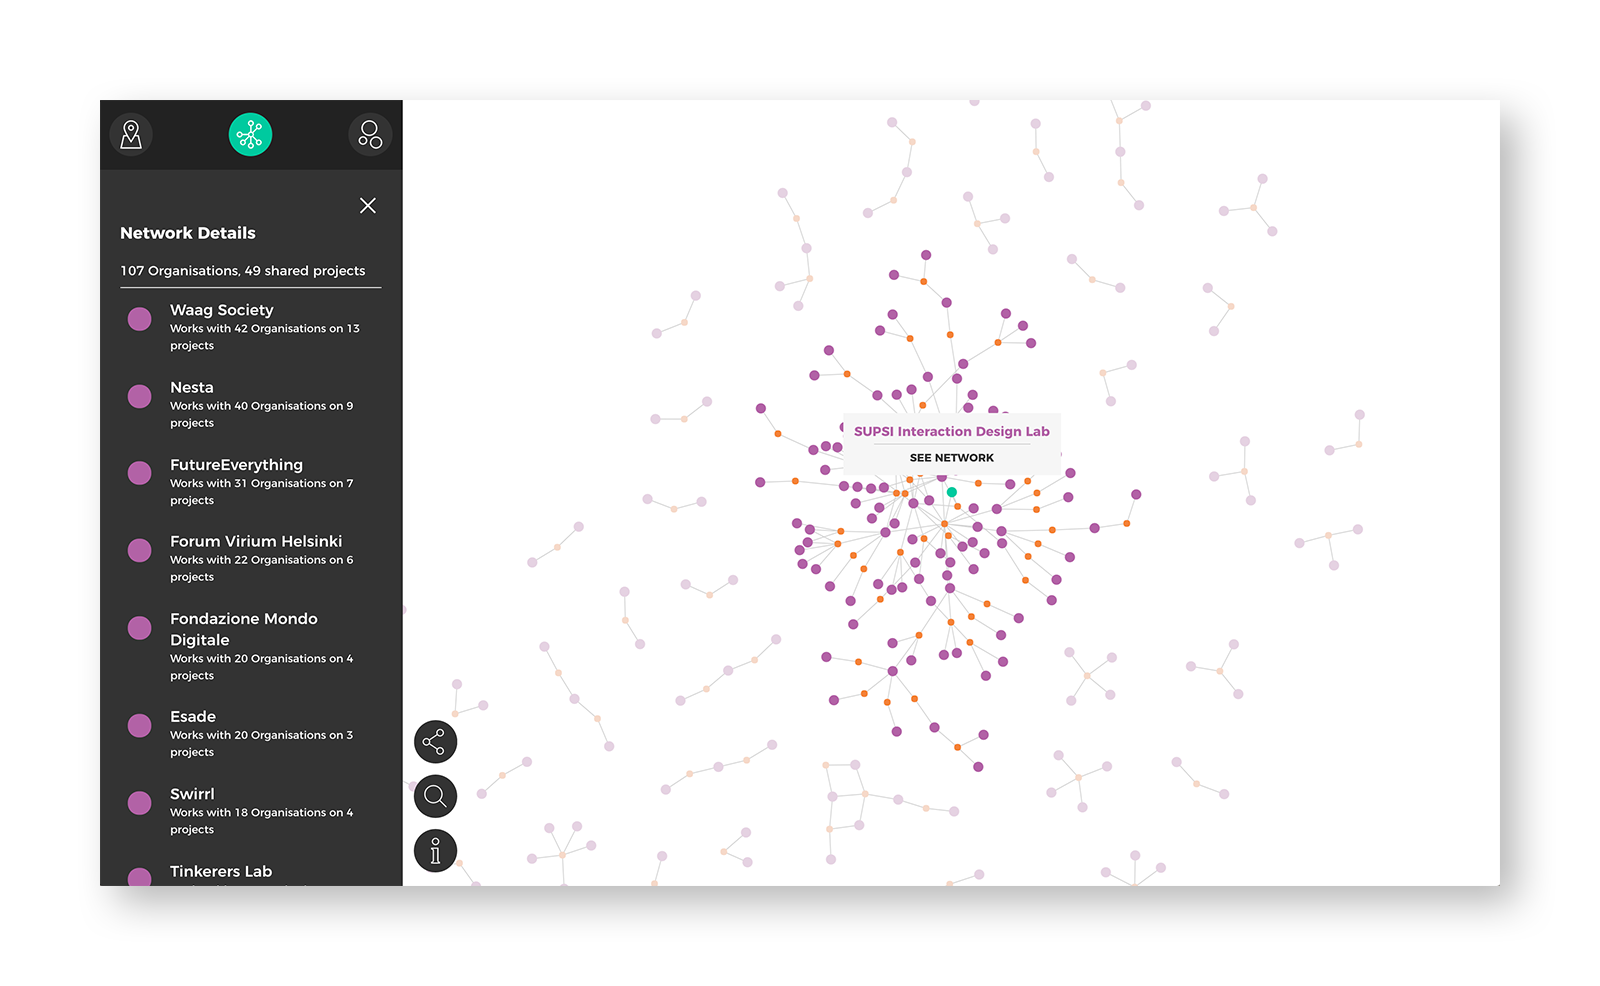 Network Details
107 Organisations, 49 shared projects
Waag Society
Works with 42 Organisations on 13
projects
Nesta
Works with 40 Organisations on 9
projects
FutureEverything
Works with 31 Organisations on 7
projects
Forum Virium Helsinki
Works with 22 Organisations on 6
projects
Fondazione Mondo
Digitale
Works with 20 Organisations on 4
projects
Esade
Works with 20 Organisations on 3
projects
Swirrl
Works with 18 Organisations on 4
projects
Tinkerers Lab
SUPSI Interaction Design Lab
SEE NETWORK